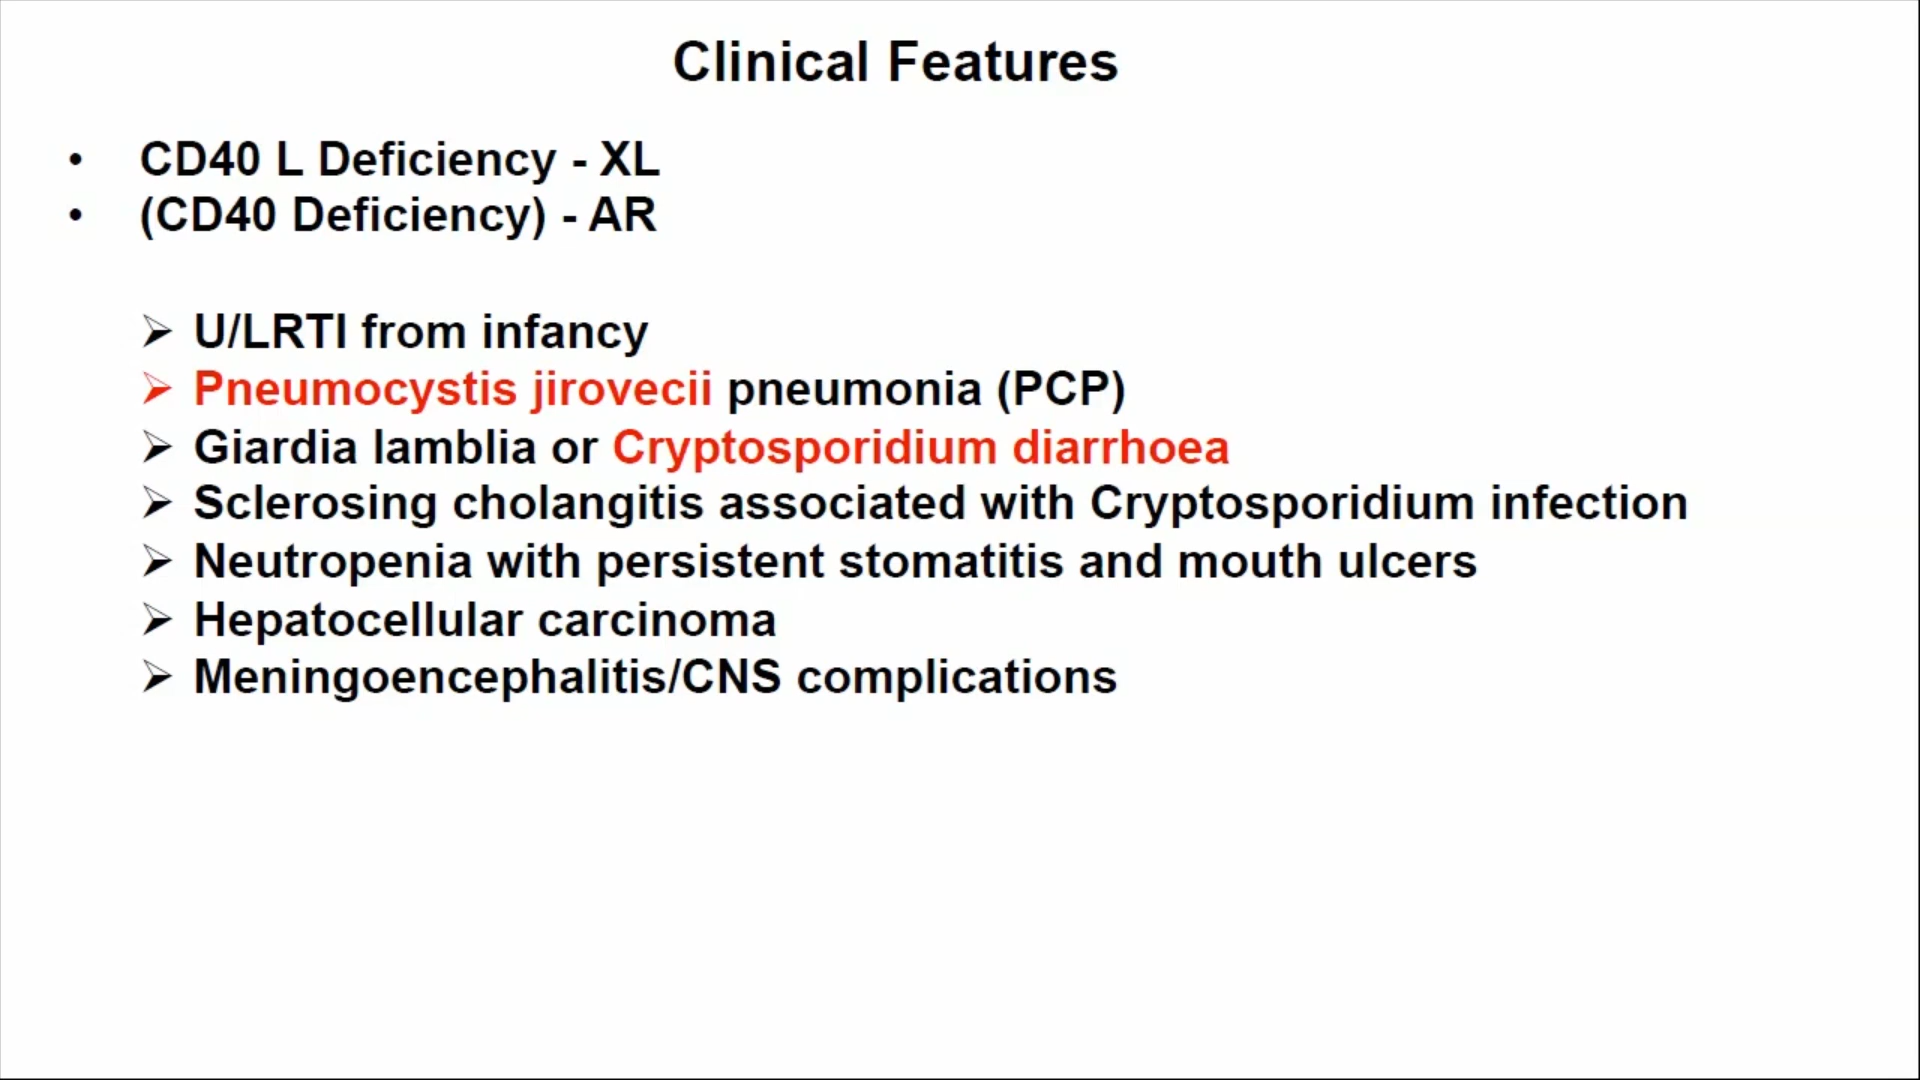 Clinical Features
• CD40 L Deficiency - XL
• (CD40 Deficiency) - AR
➢ U/LRTI from infancy
➢ Pneumocystis jirovecii pneumonia (PCP)
➢ Giardia lamblia or Cryptosporidium diarrhoea
➢ Sclerosing cholangitis associated with Cryptosporidium infection
➢ Neutropenia with persistent stomatitis and mouth ulcers
➢ Hepatocellular carcinoma
➢ Meningoencephalitis/CNS complications